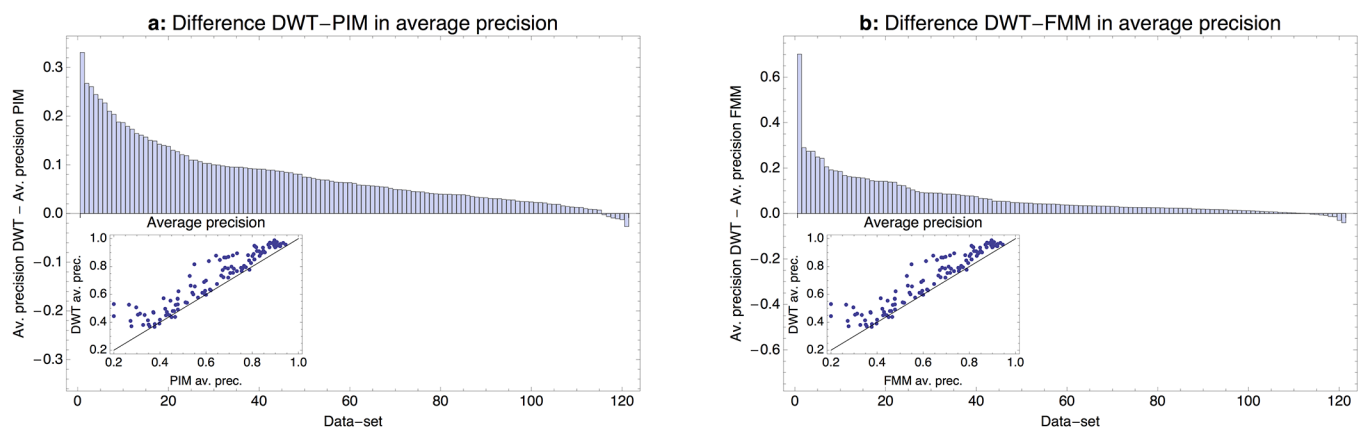 a: Difference DWT−PIM in average precision
Av. precision DWT − Av. precision PIM
0.3
0.2
0.1
0.0
−0.1
−0.2
−0.3
Average precision
DWT av. prec.
1.0
0.8
0.6
0.4
0.2
0.2 0.4 0.6 0.8 1.0
PIM av. prec.
0 20 40 60 80 100 120
Data−set
b: Difference DWT−FMM in average precision
Av. precision DWT − Av. precision FMM
0.6
0.4
0.2
0.0
−0.2
−0.4
−0.6
Average precision
DWT av. prec.
1.0
0.8
0.6
0.4
0.2
0.2 0.4 0.6 0.8 1.0
FMM av. prec.
0 20 40 60 80 100 120
Data−set